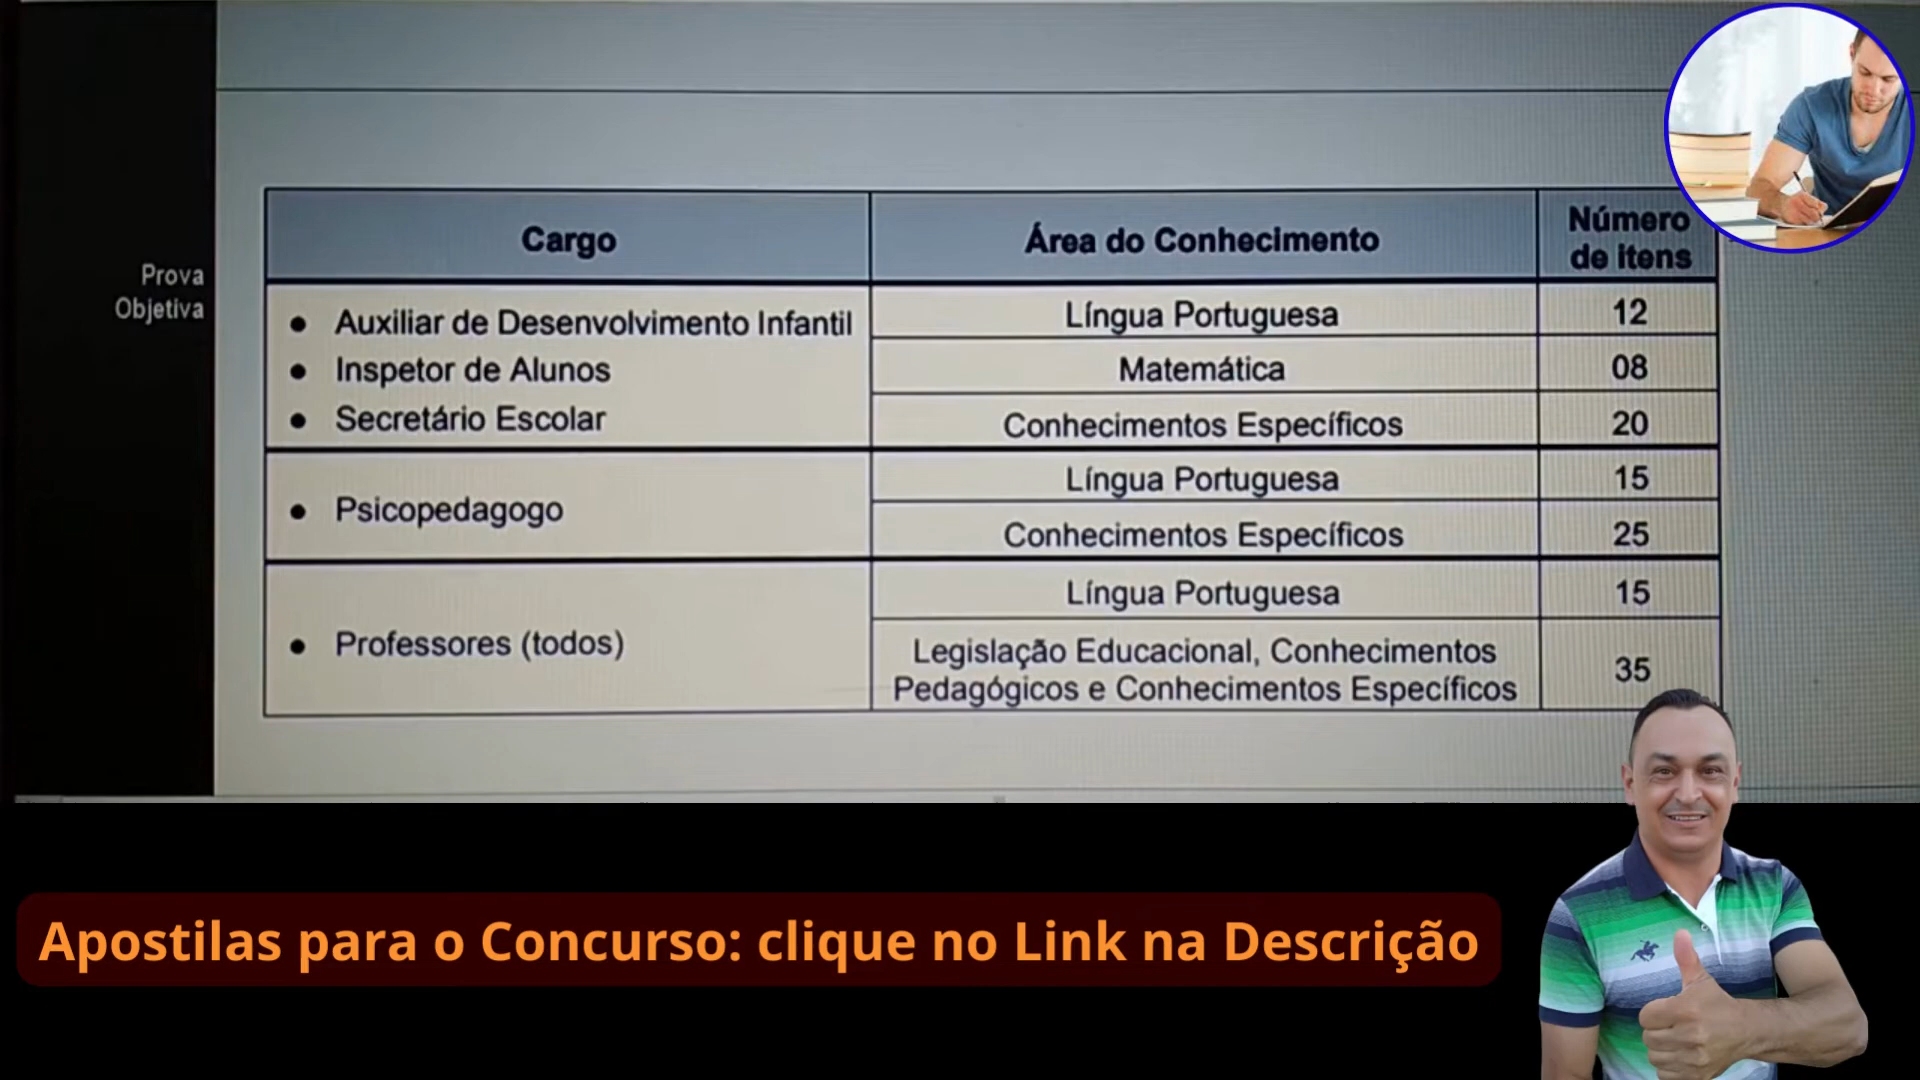 Prova
Objetiva
Cargo
Área do Conhecimento
Número
de itens
• Auxiliar de Desenvolvimento Infantil
• Inspetor de Alunos
• Secretário Escolar
Língua Portuguesa
12
Matemática
08
Conhecimentos Específicos
20
• Psicopedagogo
Língua Portuguesa
15
Conhecimentos Específicos
25
• Professores (todos)
Língua Portuguesa
15
Legislação Educacional, Conhecimentos
Pedagógicos e Conhecimentos Específicos
35
Apostilas para o Concurso: clique no Link na Descrição